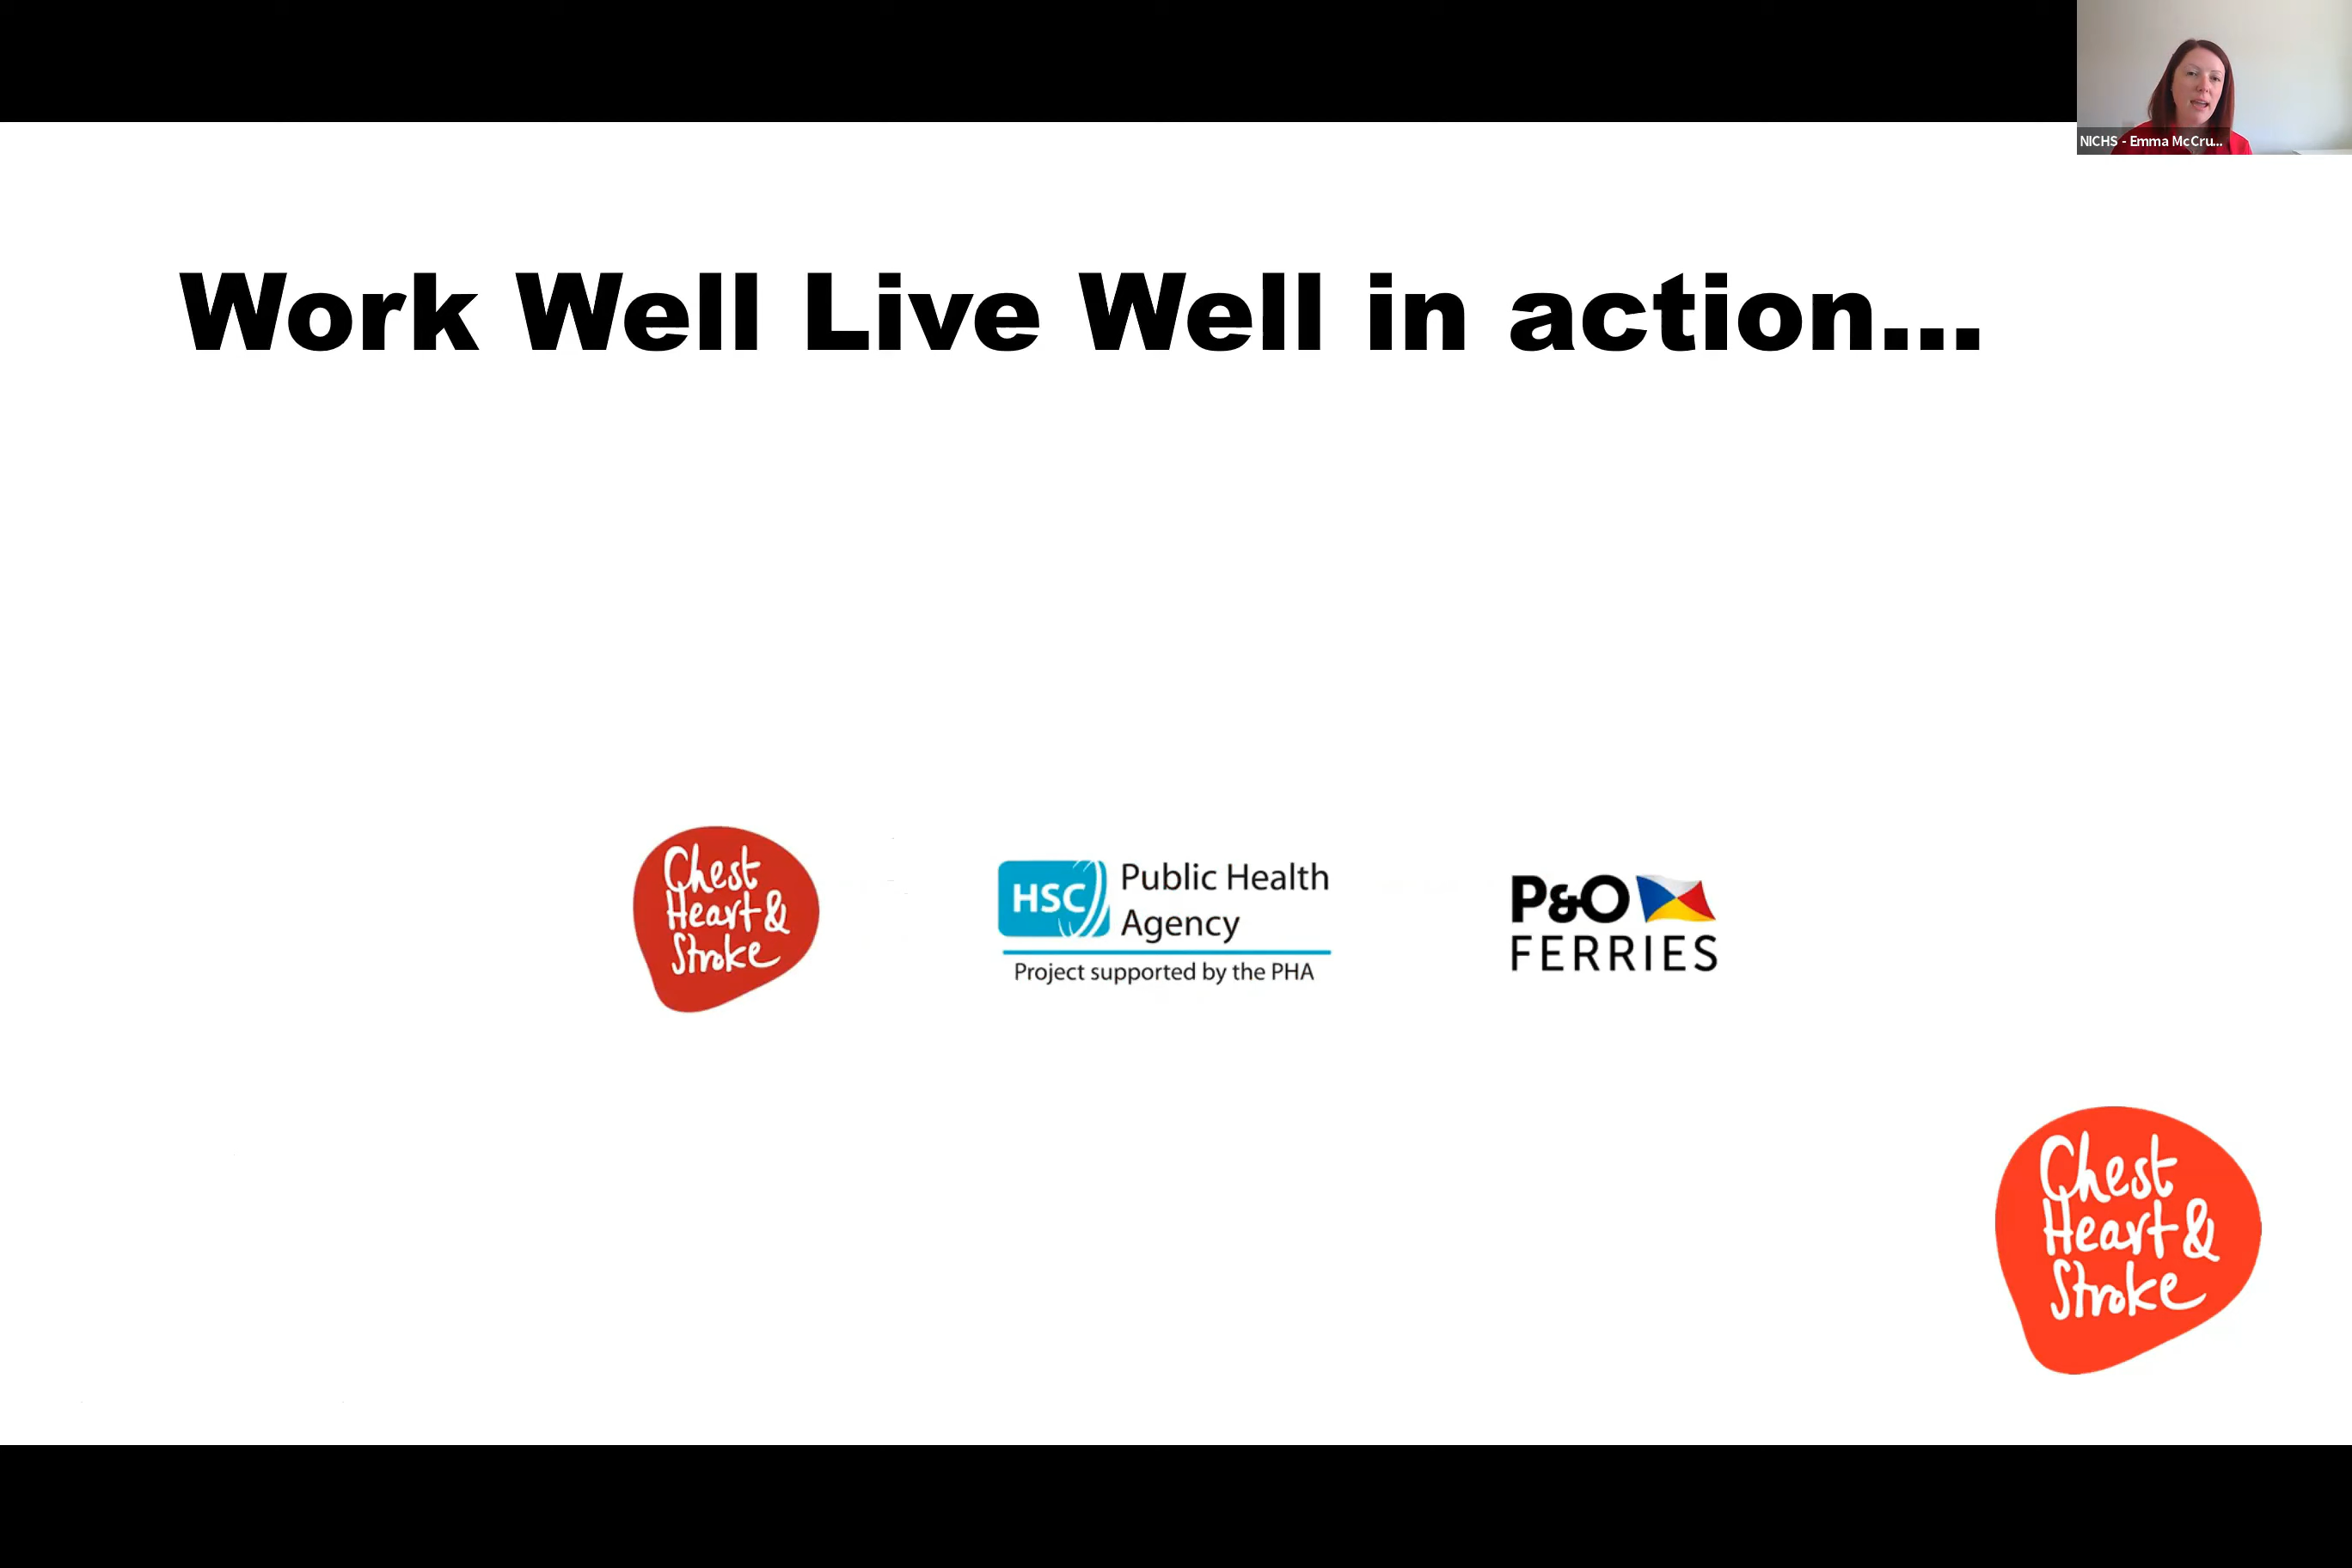 NICHS - Emma McCru...
Work Well Live Well in action...
Chest
Heart &
Stroke
HSC
Public Health
Agency
Project supported by the PHA
P&O
FERRIES
Chest
Heart &
Stroke